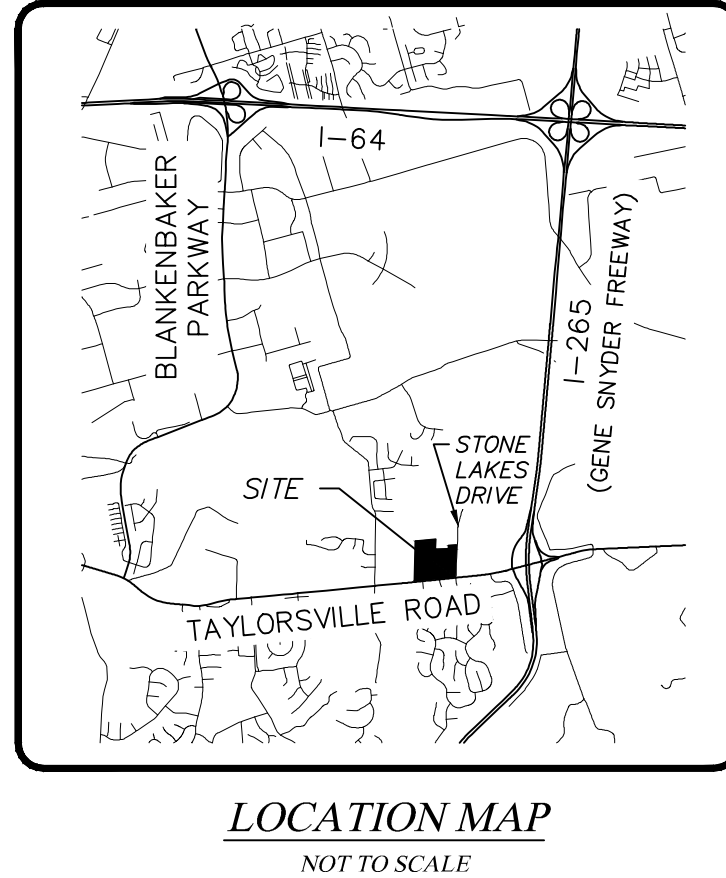 I-64
BLANKENBAKER
PARKWAY
I-265
(GENE SNYDER FREEWAY)
STONE
LAKES
DRIVE
SITE
TAYLORSVILLE ROAD
LOCATION MAP
NOT TO SCALE